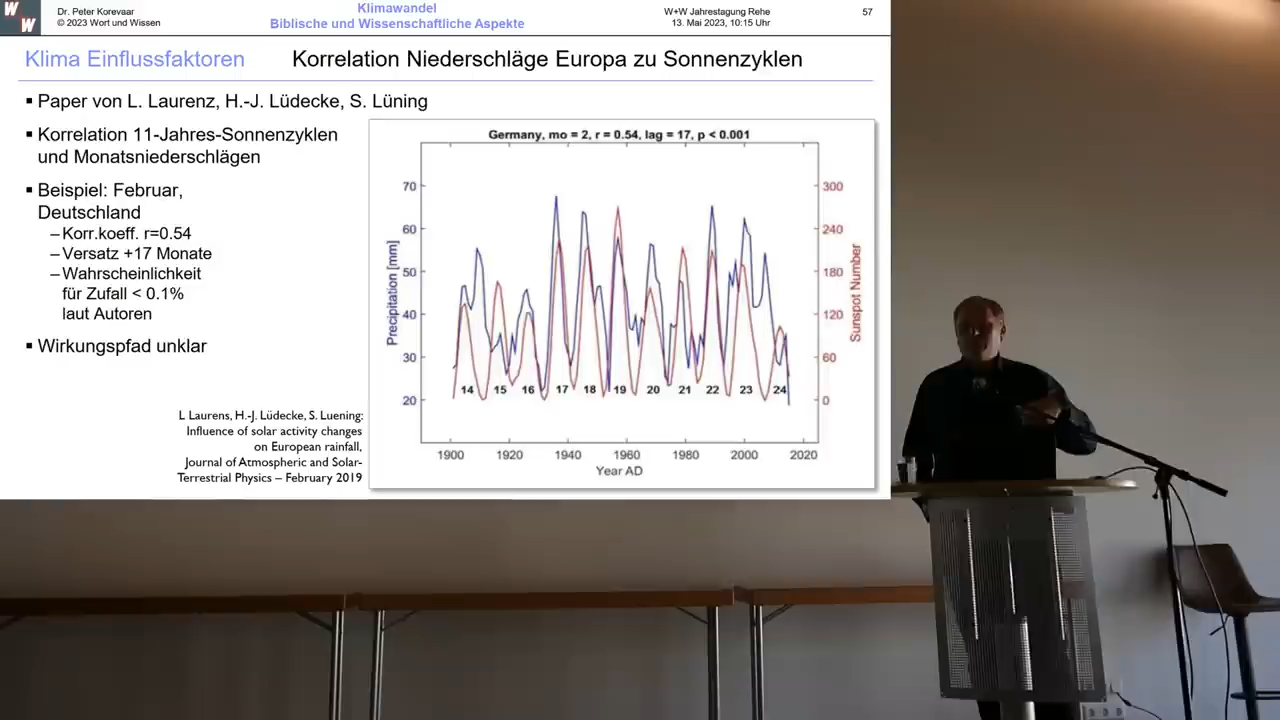 W W
Dr. Peter Korevaar
© 2023 Wort und Wissen
Klimawandel
Biblische und Wissenschaftliche Aspekte
W+W Jahrestagung Rehe
13. Mai 2023, 10:15 Uhr
57
Klima Einflussfaktoren
Korrelation Niederschläge Europa zu Sonnenzyklen
▪ Paper von L. Laurenz, H.-J. Lüdecke, S. Lüning
▪ Korrelation 11-Jahres-Sonnenzyklen
und Monatsniederschlägen
▪ Beispiel: Februar,
Deutschland
– Korr.koeff. r=0.54
– Versatz +17 Monate
– Wahrscheinlichkeit
für Zufall < 0.1%
laut Autoren
▪ Wirkungspfad unklar
L Laurens, H.-J. Lüdecke, S. Luening:
Influence of solar activity changes
on European rainfall,
Journal of Atmospheric and Solar-
Terrestrial Physics – February 2019
Germany, mo = 2, r = 0.54, lag = 17, p < 0.001
Precipitation [mm]
70
60
50
40
30
20
300
240
180
120
60
0
Sunspot Number
14 15 16 17 18 19 20 21 22 23 24
1900 1920 1940 1960 1980 2000 2020
Year AD